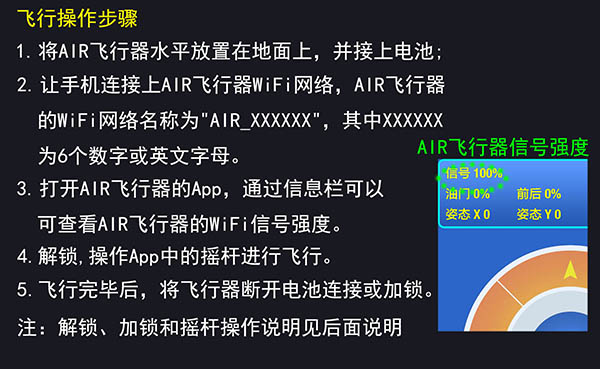 飞行操作步骤
1. 将AIR飞行器水平放置在地面上，并接上电池;
2. 让手机连接上AIR飞行器WiFi网络，AIR飞行器
的WiFi网络名称为"AIR_XXXXXX"，其中XXXXXX
为6个数字或英文字母。
AIR飞行器信号强度
信号 100%
油门 0% 前后 0%
姿态 X 0 姿态 Y 0
3. 打开AIR飞行器的App，通过信息栏可以
可查看AIR飞行器的WiFi信号强度。
4. 解锁,操作App中的摇杆进行飞行。
5. 飞行完毕后，将飞行器断开电池连接或加锁。
注：解锁、加锁和摇杆操作说明见后面说明